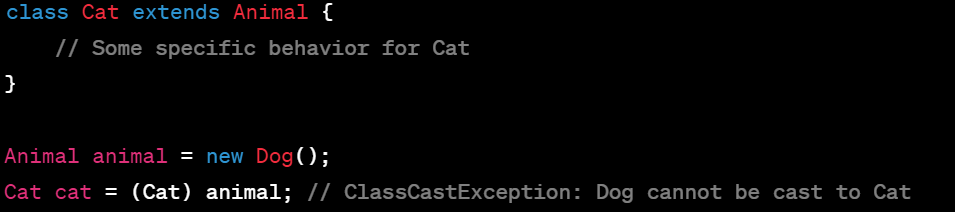 class Cat extends Animal {
    // Some specific behavior for Cat
}
Animal animal = new Dog();
Cat cat = (Cat) animal; // ClassCastException: Dog cannot be cast to Cat